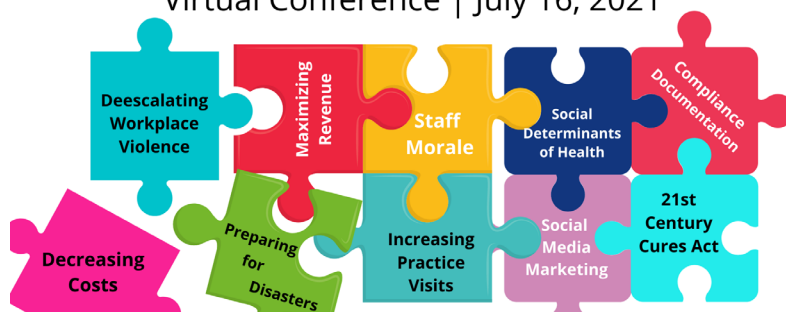 Virtual Conference | July 16, 2021
Deescalating
Workplace
Violence
Maximizing
Revenue
Staff
Morale
Social
Determinants
of Health
Compliance
Documentation
Decreasing
Costs
Preparing
for
Disasters
Increasing
Practice
Visits
Social
Media
Marketing
21st
Century
Cures Act